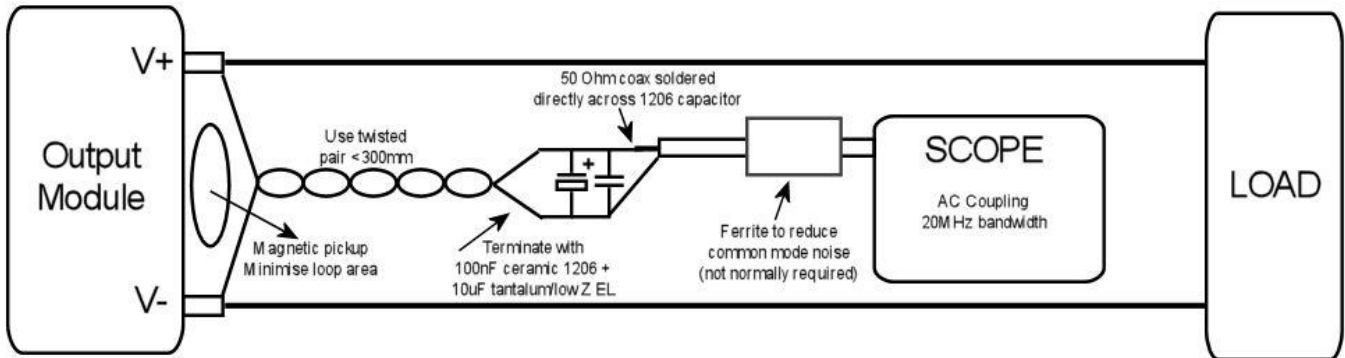 V+
Output
Module
V-
Magnetic pickup
Minimise loop area
Use twisted
pair <300mm
+
Terminate with
100nF ceramic 1206 +
10uF tantalum/low Z EL
50 Ohm coax soldered
directly across 1206 capacitor
Ferrite to reduce
common mode noise
(not normally required)
SCOPE
AC Coupling
20MHz bandwidth
LOAD